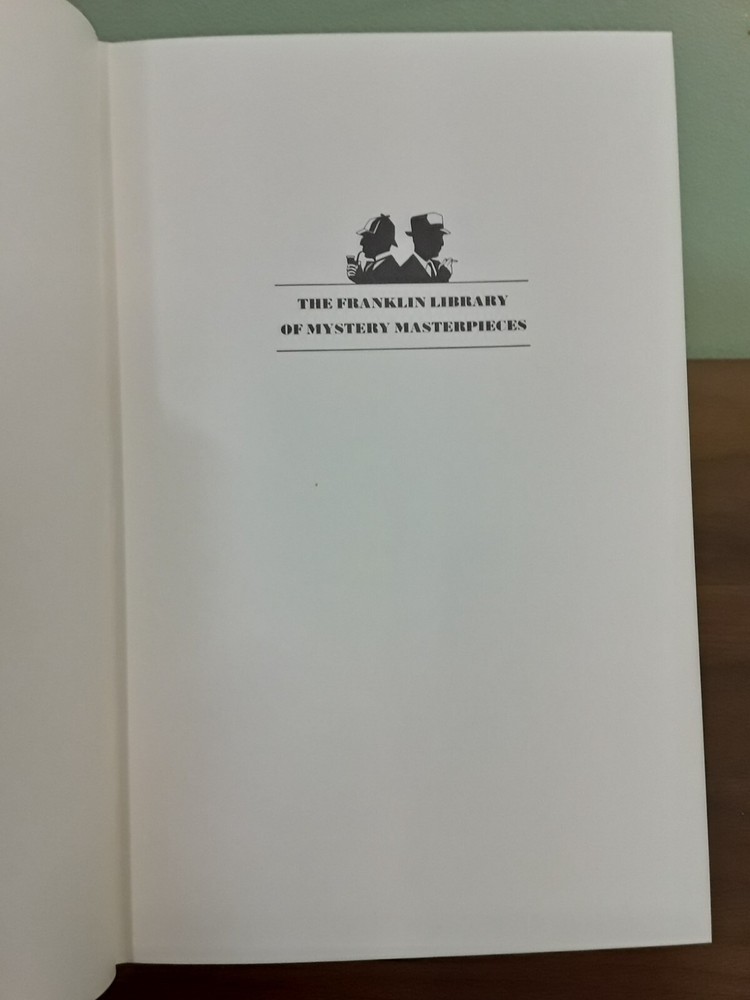 THE FRANKLIN LIBRARY
OF MYSTERY MASTERPIECES